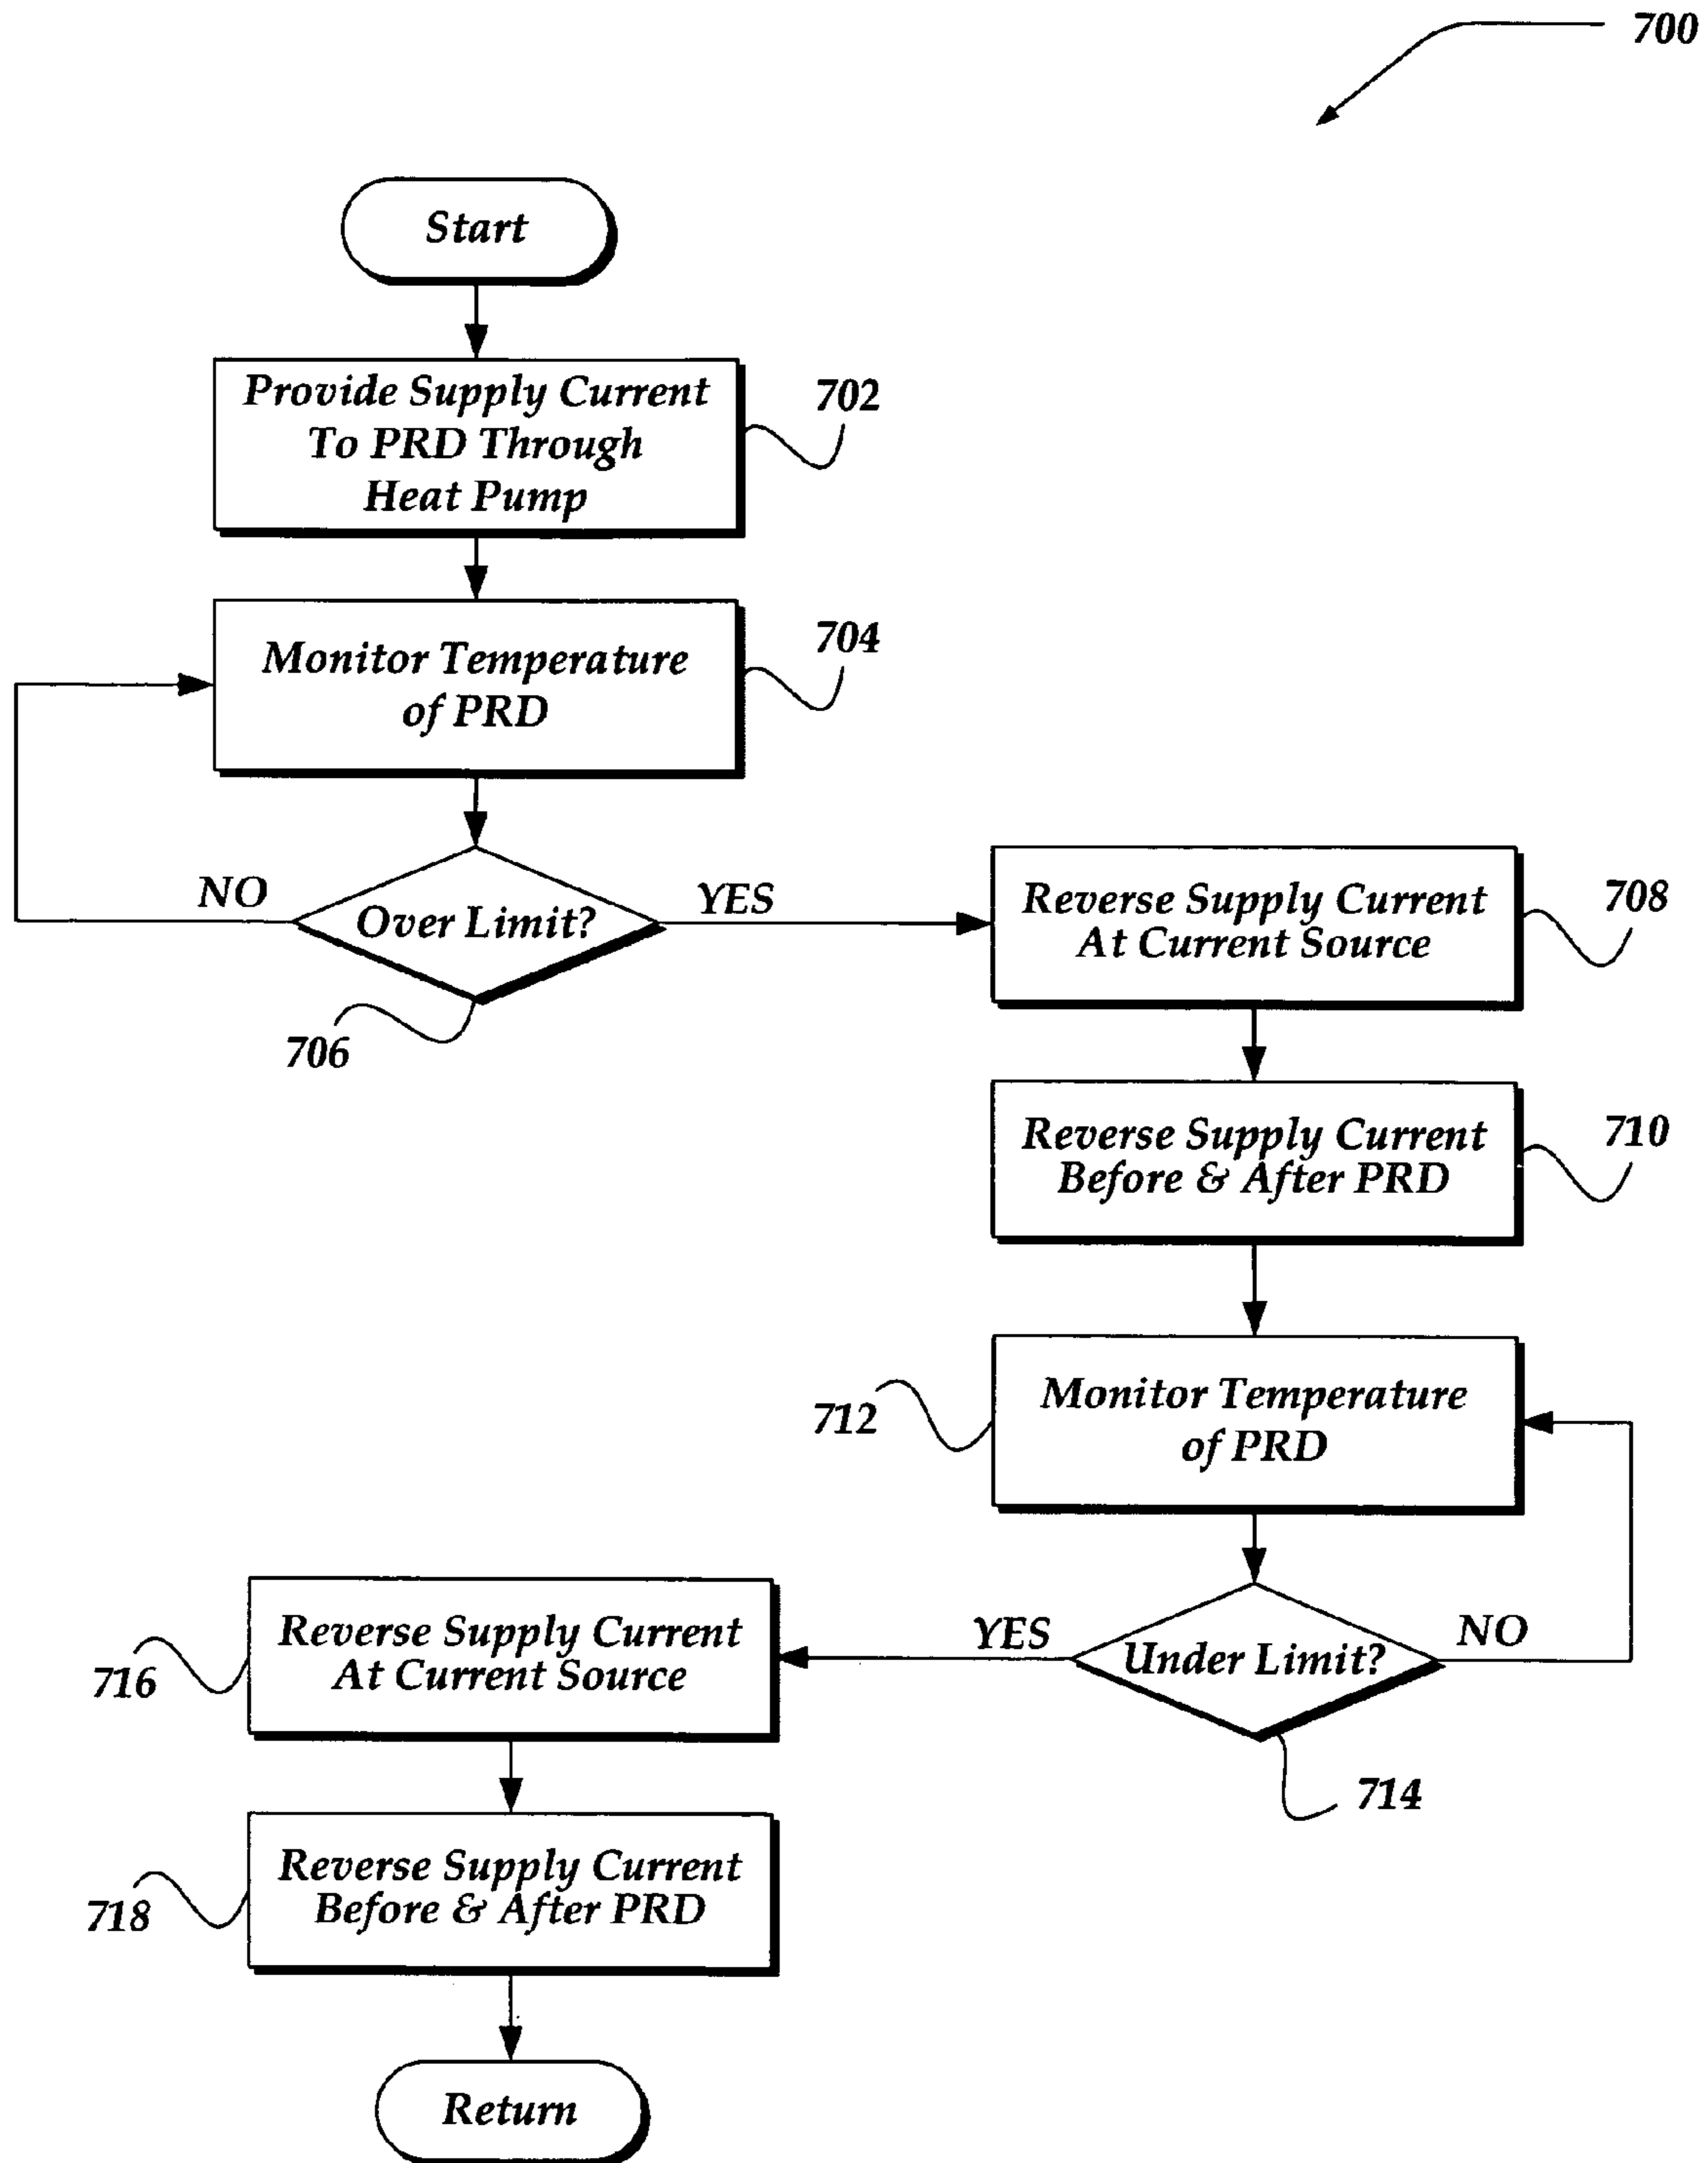 700
Start
Provide Supply Current
To PRD Through
Heat Pump
702
Monitor Temperature
of PRD
704
NO
Over Limit?
YES
706
Reverse Supply Current
At Current Source
708
Reverse Supply Current
Before & After PRD
710
Monitor Temperature
of PRD
712
Under Limit?
NO
YES
714
Reverse Supply Current
At Current Source
716
Reverse Supply Current
Before & After PRD
718
Return